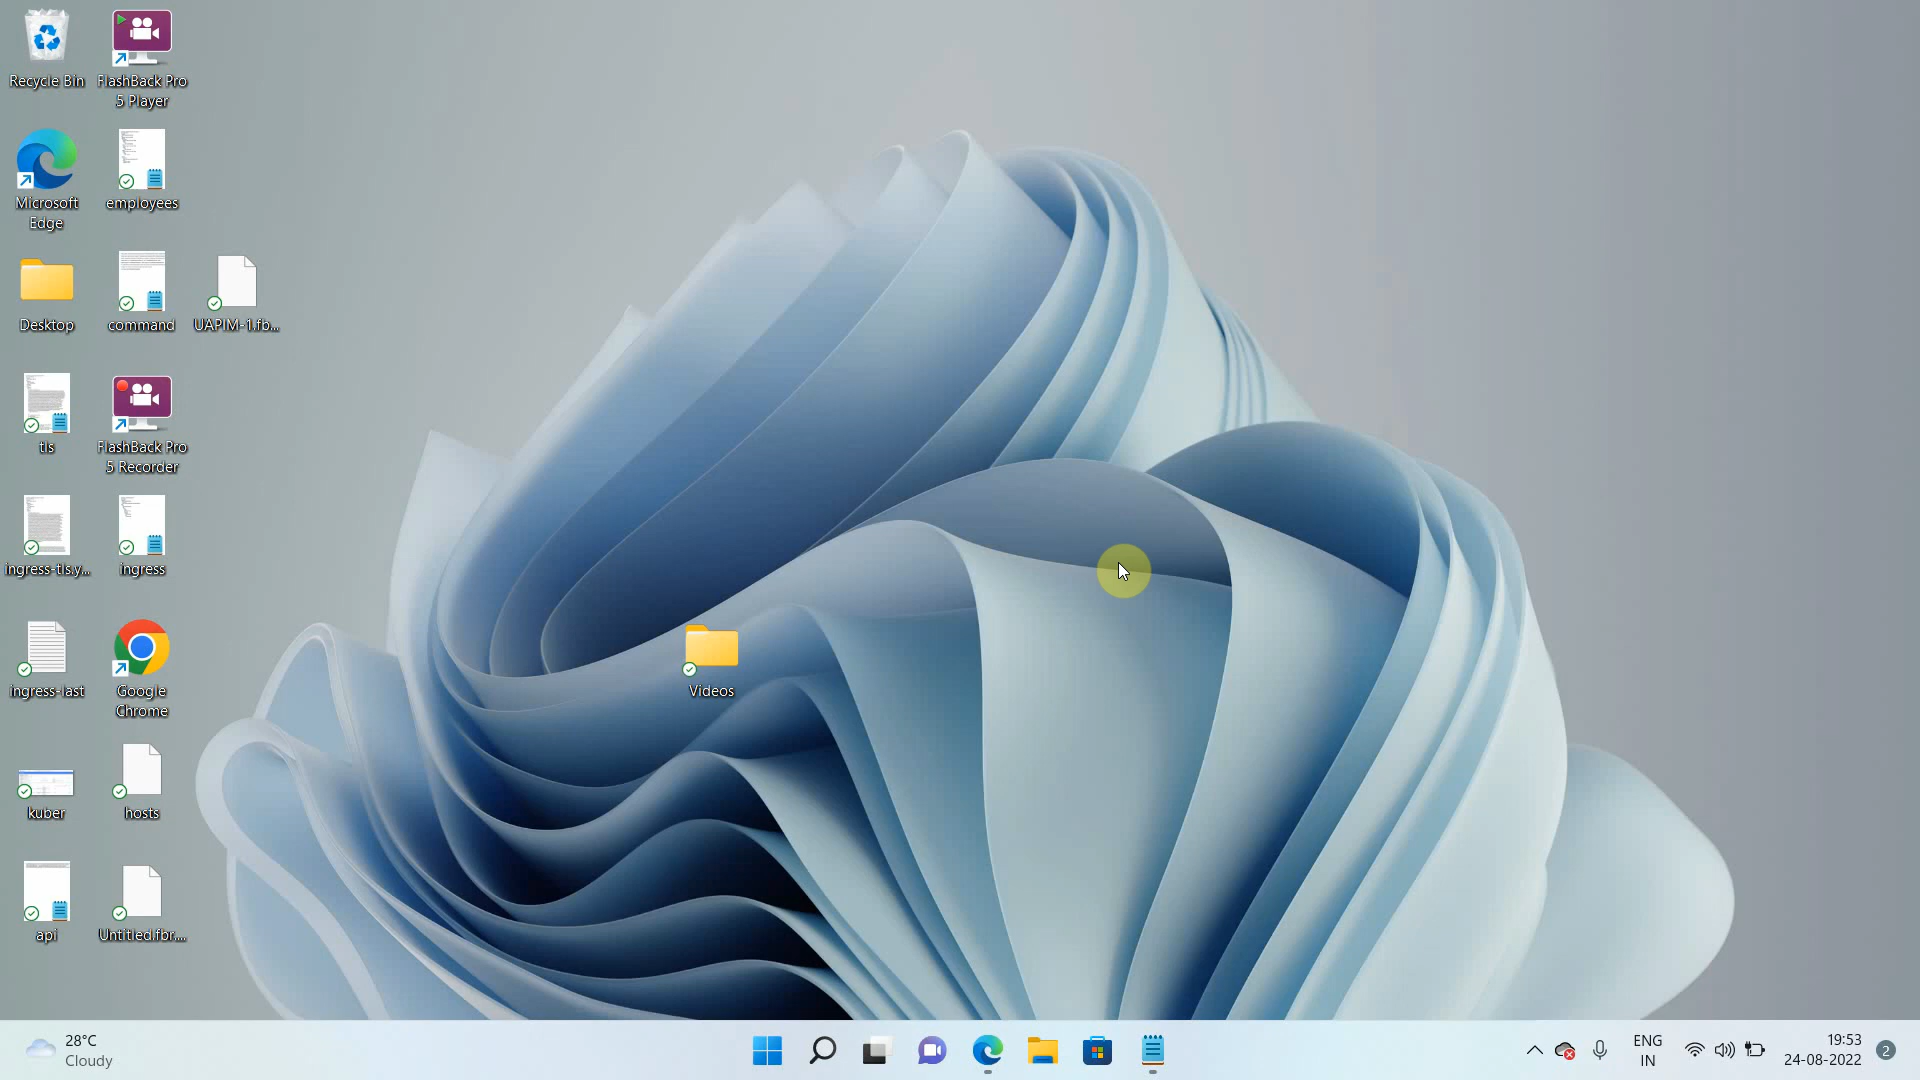 Recycle Bin
FlashBack Pro
5 Player
Microsoft
Edge
employees
Desktop
command
UAPIM-1.fb...
tls
FlashBack Pro
5 Recorder
ingress-tls.y...
ingress
ingress-last
Google
Chrome
Videos
kuber
hosts
api
Untitled.fbr....
28°C
Cloudy
ENG
IN
19:53
24-08-2022
2